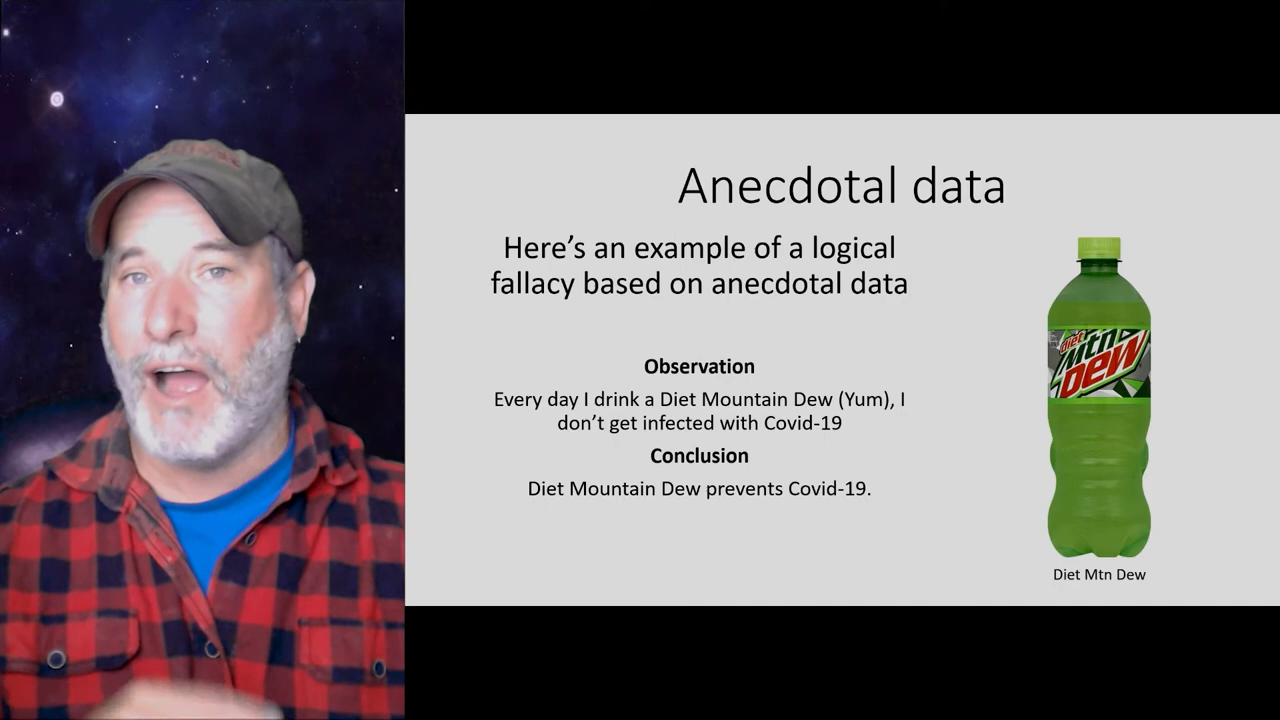 Anecdotal data
Here’s an example of a logical
fallacy based on anecdotal data
Observation
Every day I drink a Diet Mountain Dew (Yum), I
don’t get infected with Covid-19
Conclusion
Diet Mountain Dew prevents Covid-19.
diet
Mtn
DEW
Diet Mtn Dew